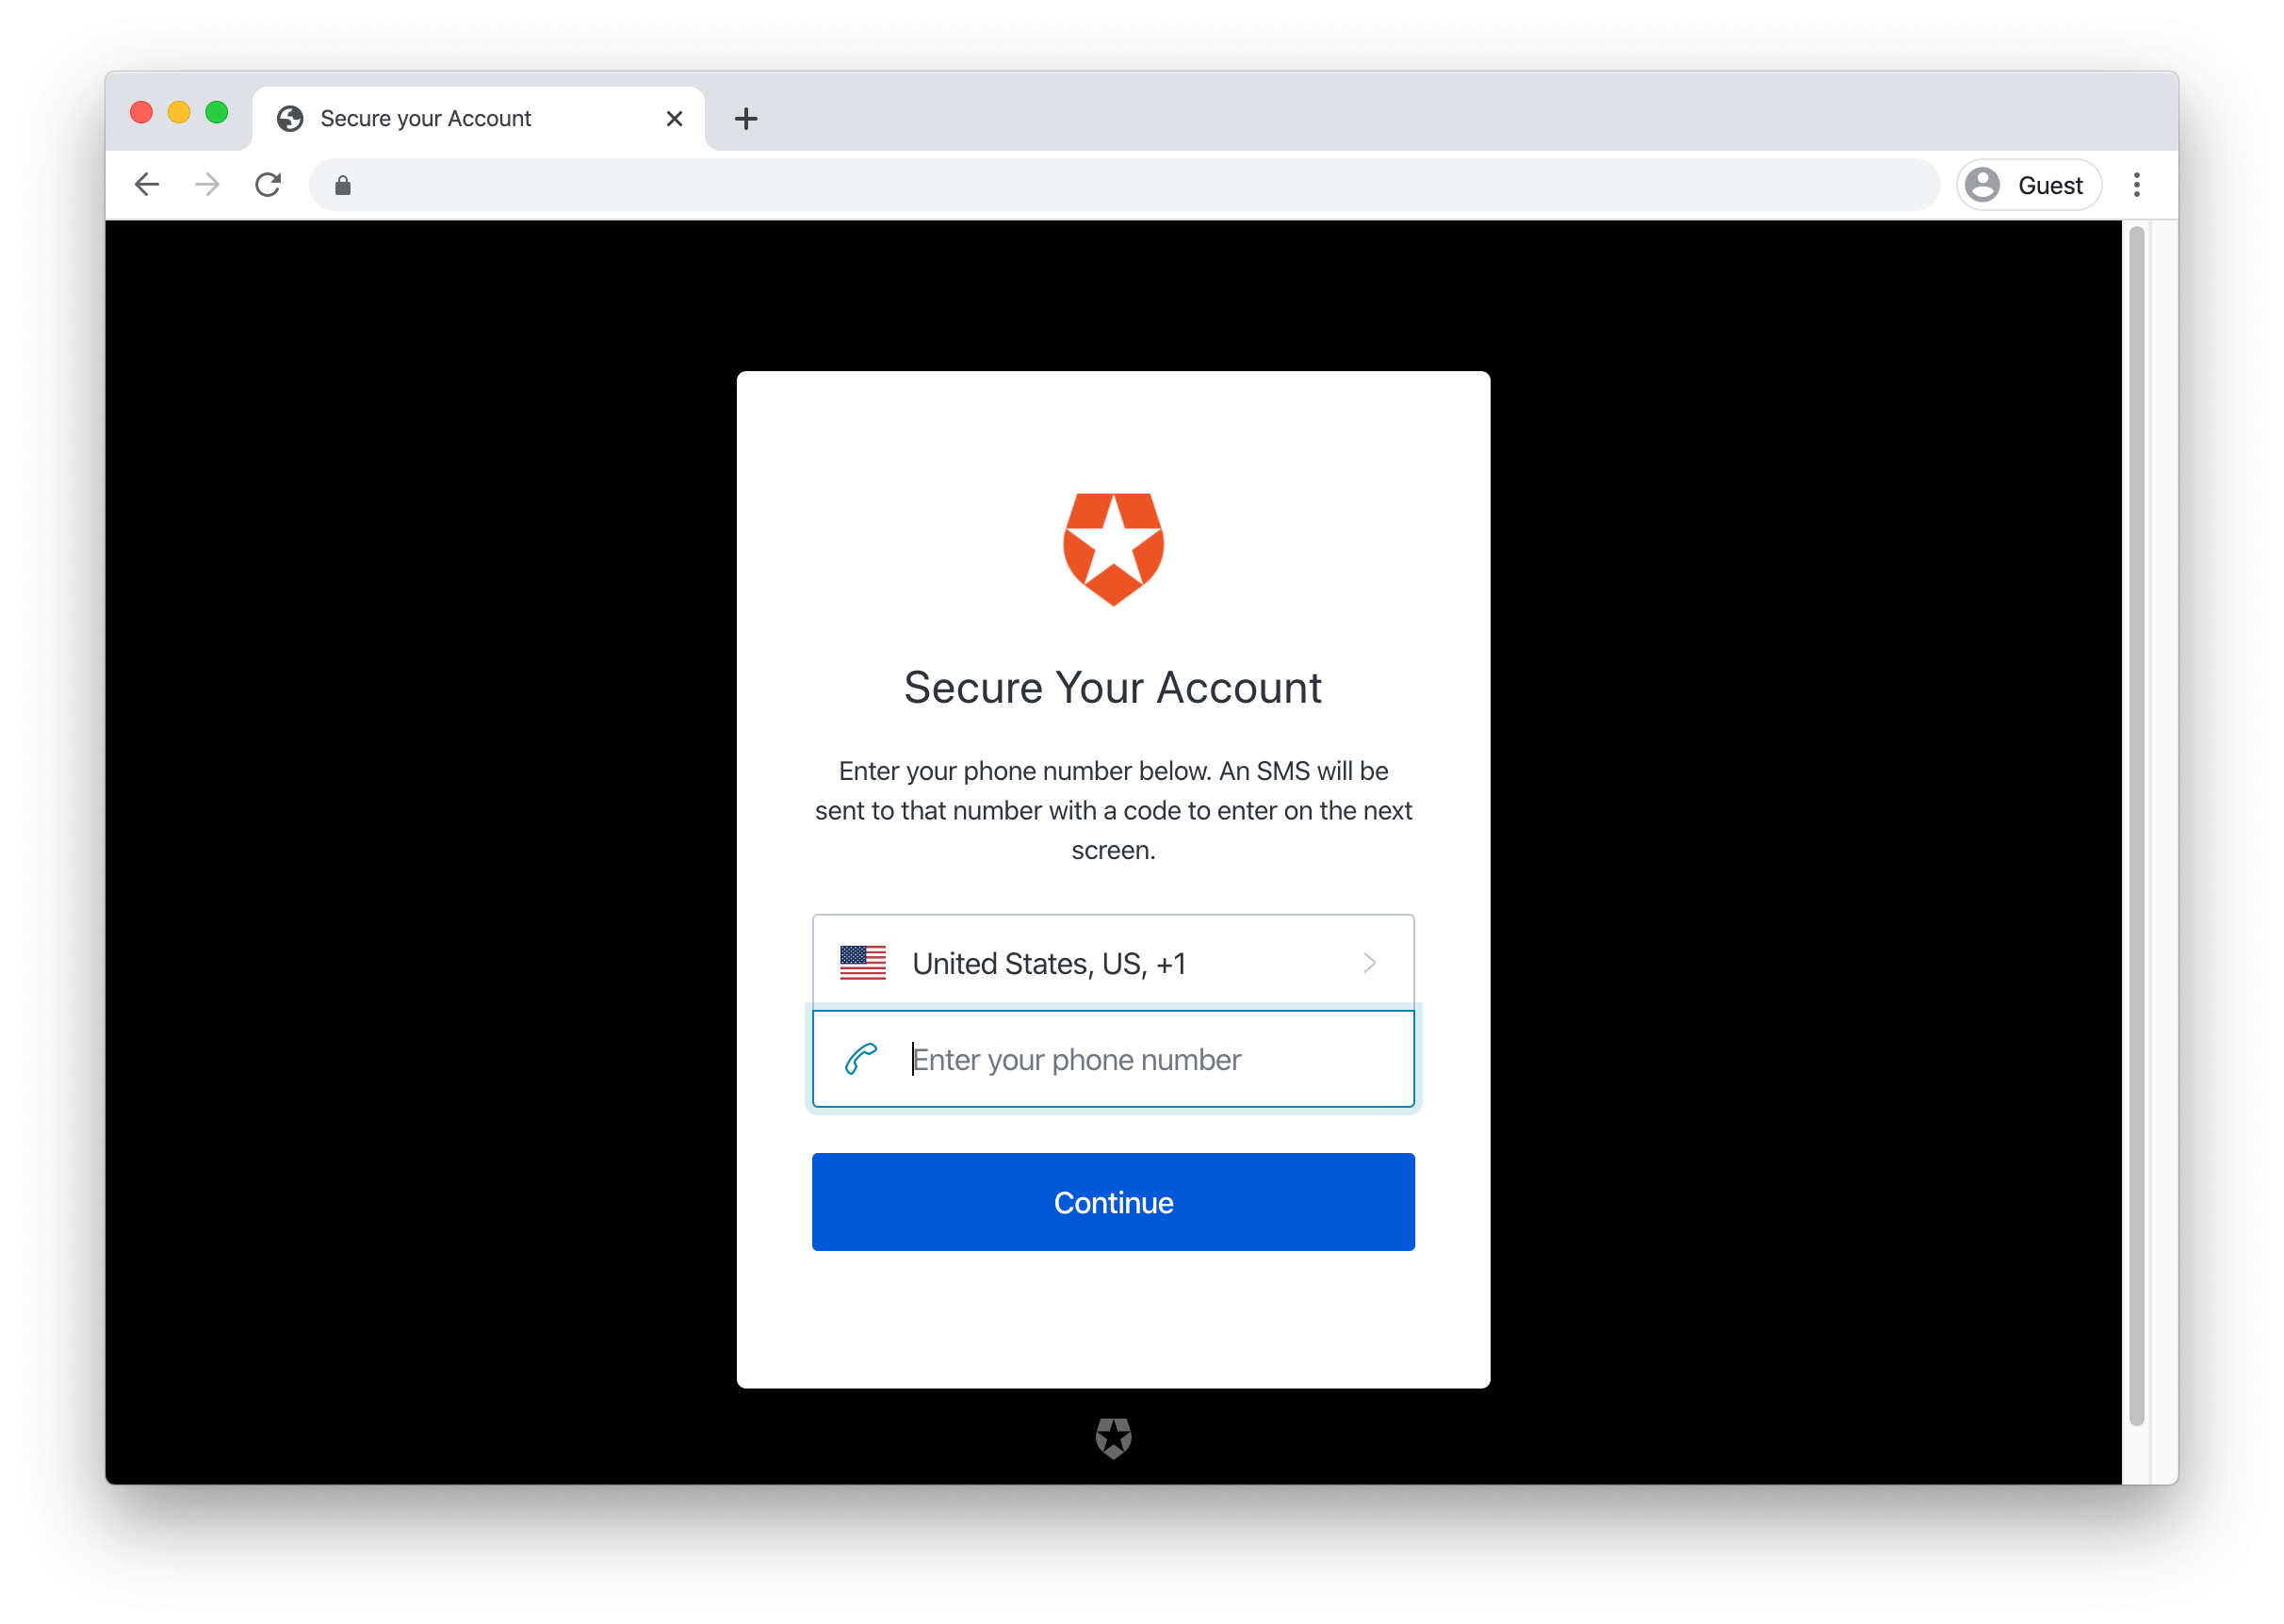 Secure your Account
Guest
Secure Your Account
Enter your phone number below. An SMS will be
sent to that number with a code to enter on the next
screen.
United States, US, +1
Enter your phone number
Continue